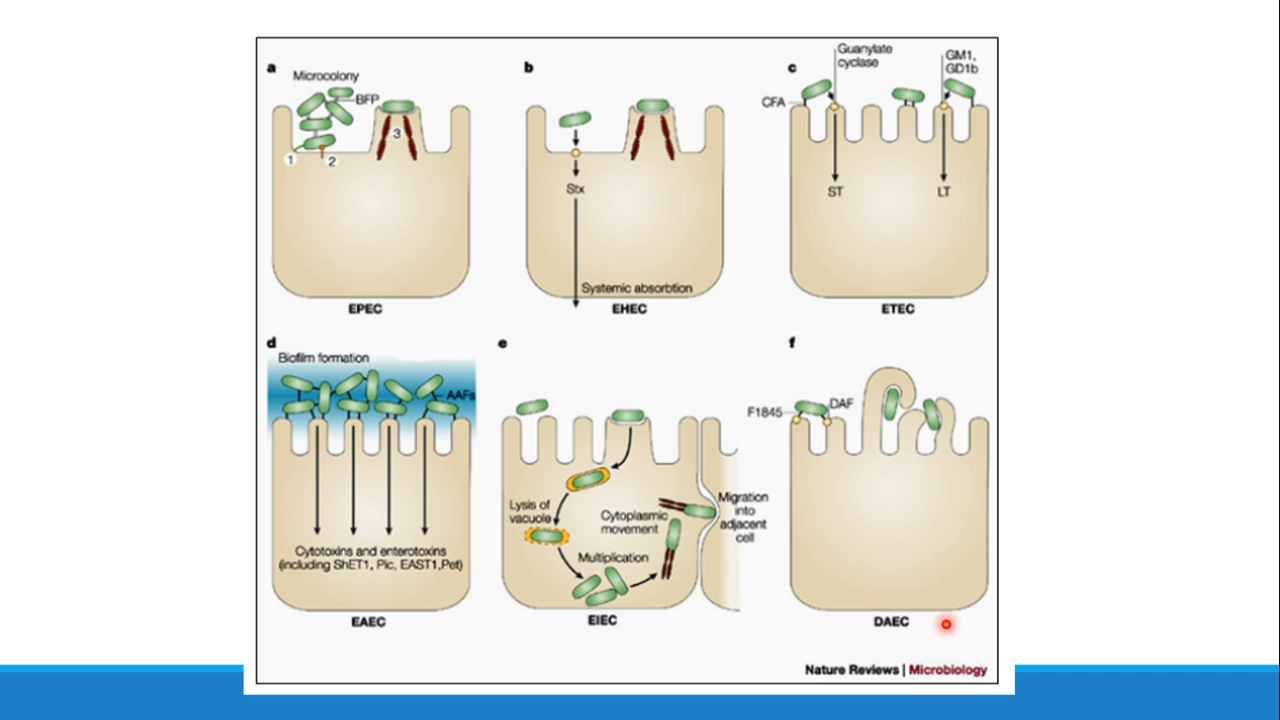 a
Microcolony
BFP
1
2
3
EPEC
b
Stx
Systemic absorbtion
EHEC
c
Guanylate
cyclase
GM1,
GD1b
CFA
ST
LT
ETEC
d
Biofilm formation
AAFs
Cytotoxins and enterotoxins
(including ShET1, Pic, EAST1,Pet)
EAEC
e
Lysis of
vacuole
Cytoplasmic
movement
Multiplication
Migration
into
adjacent
cell
EIEC
f
F1845
DAF
DAEC
Nature Reviews | Microbiology